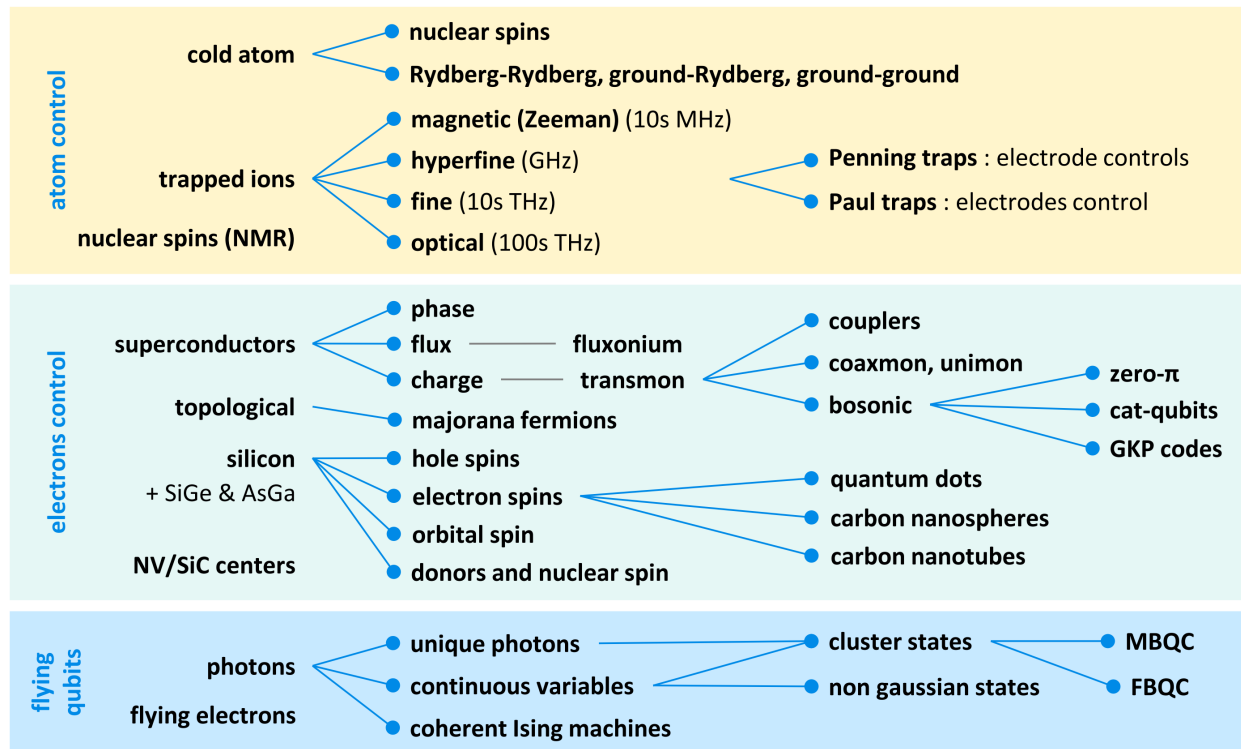 atom control
cold atom
nuclear spins
Rydberg-Rydberg, ground-Rydberg, ground-ground
trapped ions
magnetic (Zeeman) (10s MHz)
hyperfine (GHz)
fine (10s THz)
optical (100s THz)
Penning traps : electrode controls
Paul traps : electrodes control
nuclear spins (NMR)
electrons control
superconductors
phase
flux
fluxonium
charge
transmon
couplers
coaxmon, unimon
bosonic
zero-π
cat-qubits
GKP codes
topological
majorana fermions
silicon
+ SiGe & AsGa
hole spins
electron spins
orbital spin
donors and nuclear spin
quantum dots
carbon nanospheres
carbon nanotubes
NV/SiC centers
flying
qubits
photons
unique photons
continuous variables
coherent Ising machines
cluster states
non gaussian states
MBQC
FBQC
flying electrons